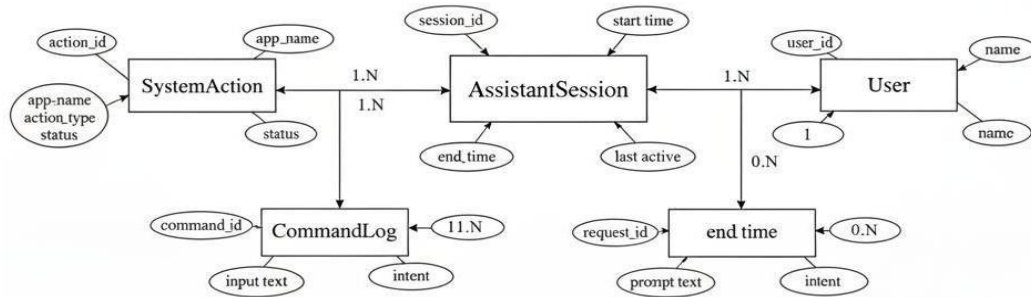 session_id
start time
action_id
app_name
user_id
name
SystemAction
1.N
AssistantSession
1.N
User
app-name
action_type
status
1.N
status
end_time
last active
1
name
0.N
command_id
CommandLog
11.N
request_id
end time
0.N
input text
intent
prompt text
intent